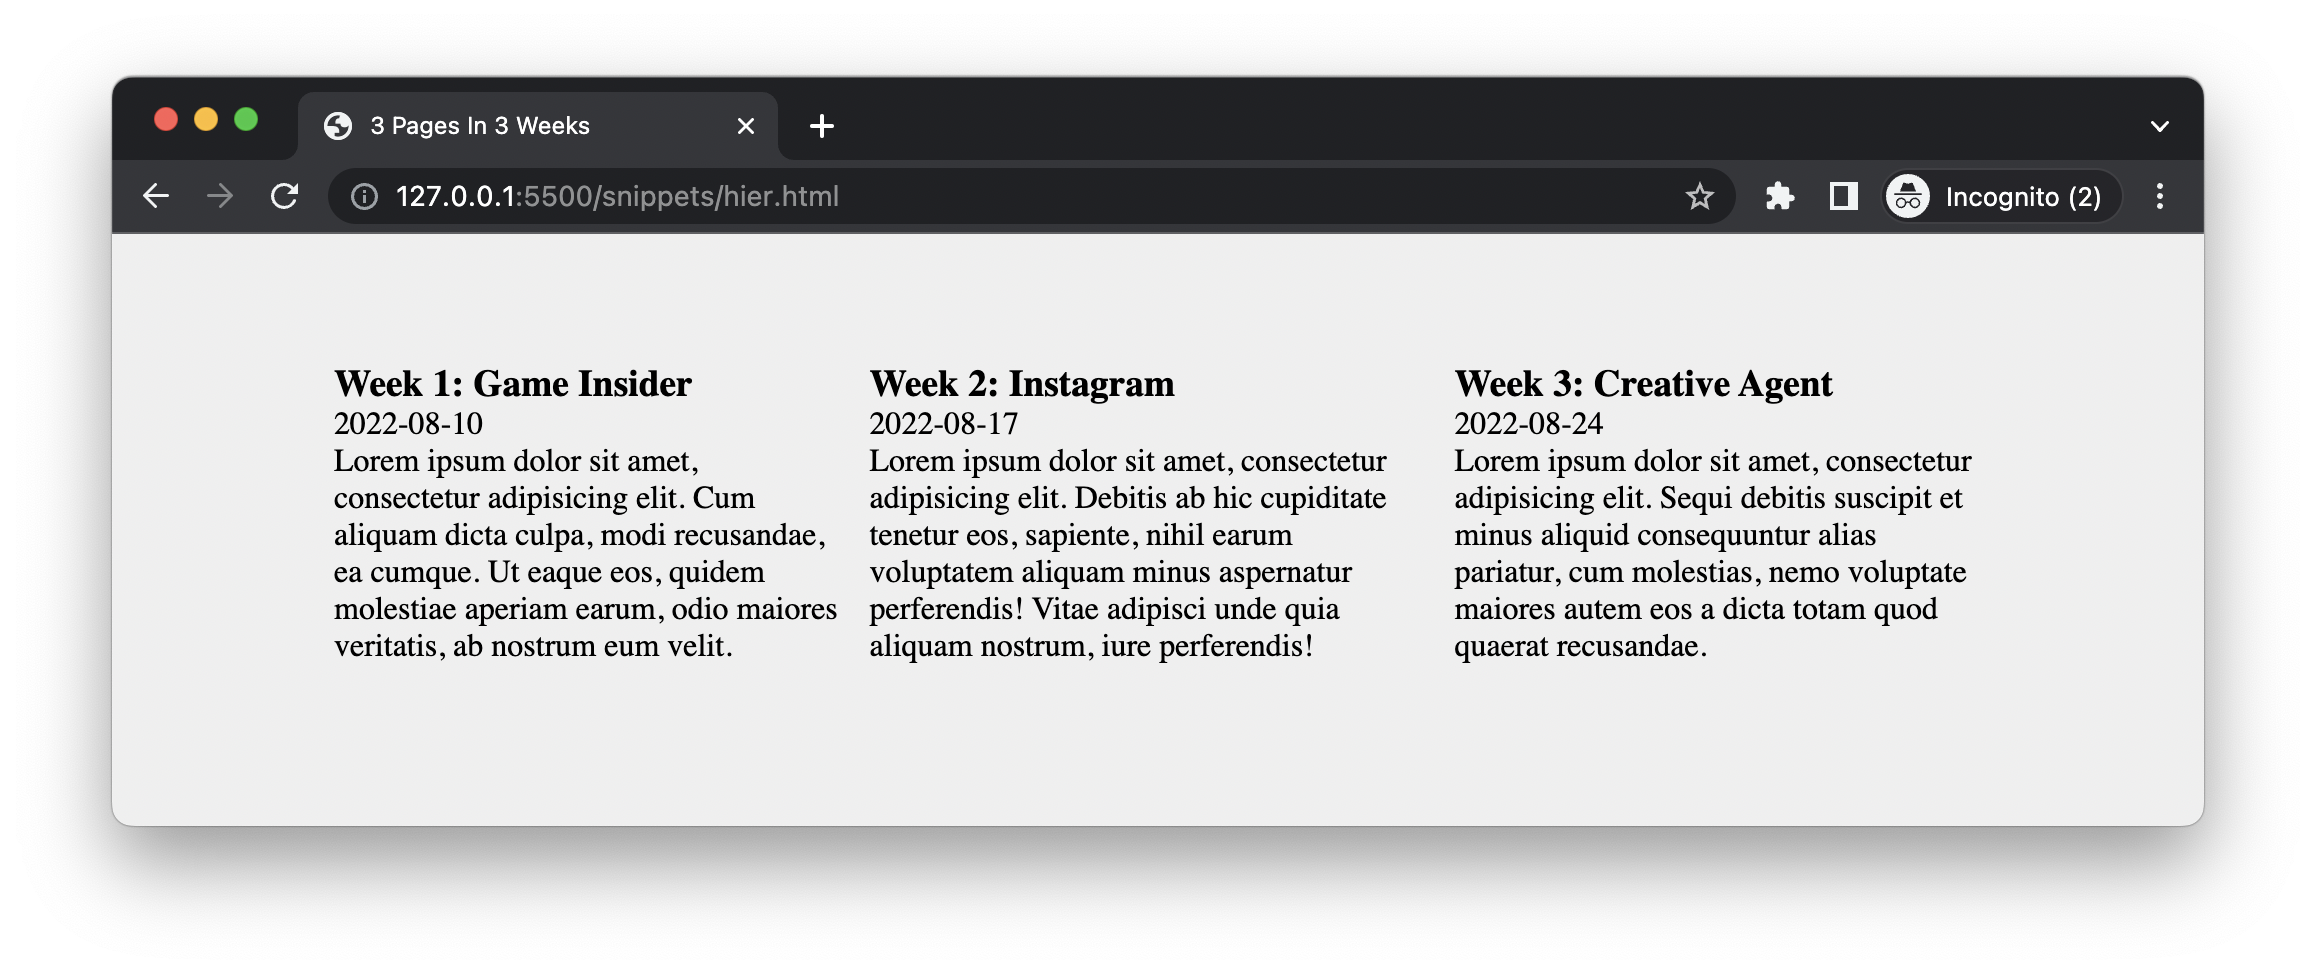 3 Pages In 3 Weeks
127.0.0.1:5500/snippets/hier.html
Incognito (2)
Week 1: Game Insider
2022-08-10
Lorem ipsum dolor sit amet,
consectetur adipisicing elit. Cum
aliquam dicta culpa, modi recusandae,
ea cumque. Ut eaque eos, quidem
molestiae aperiam earum, odio maiores
veritatis, ab nostrum eum velit.
Week 2: Instagram
2022-08-17
Lorem ipsum dolor sit amet, consectetur
adipisicing elit. Debitis ab hic cupiditate
tenetur eos, sapiente, nihil earum
voluptatem aliquam minus aspernatur
perferendis! Vitae adipisci unde quia
aliquam nostrum, iure perferendis!
Week 3: Creative Agent
2022-08-24
Lorem ipsum dolor sit amet, consectetur
adipisicing elit. Sequi debitis suscipit et
minus aliquid consequuntur alias
pariatur, cum molestias, nemo voluptate
maiores autem eos a dicta totam quod
quaerat recusandae.